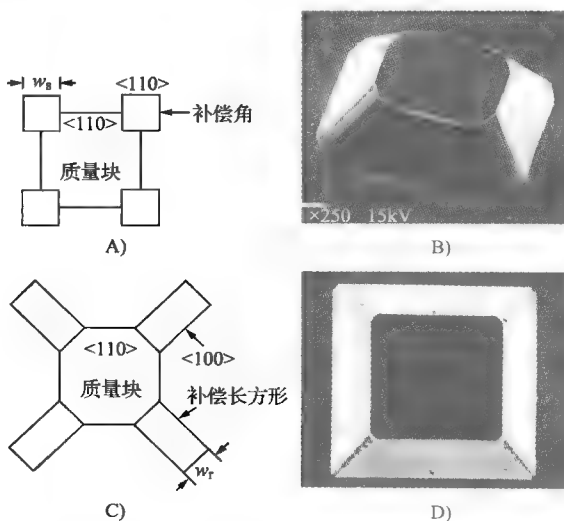 w_s
<110>
<110>
补偿角
质量块
A)
×250 15kV
B)
<110>
<100>
质量块
补偿长方形
w_r
C)
D)